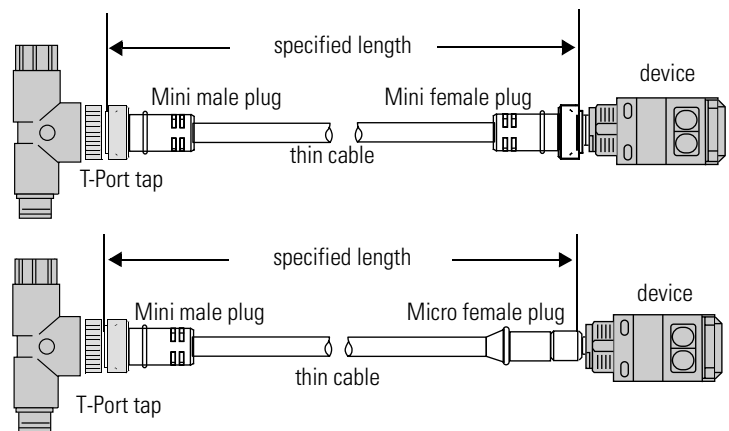 specified length
device
Mini male plug
Mini female plug
thin cable
T-Port tap
specified length
device
Mini male plug
Micro female plug
thin cable
T-Port tap